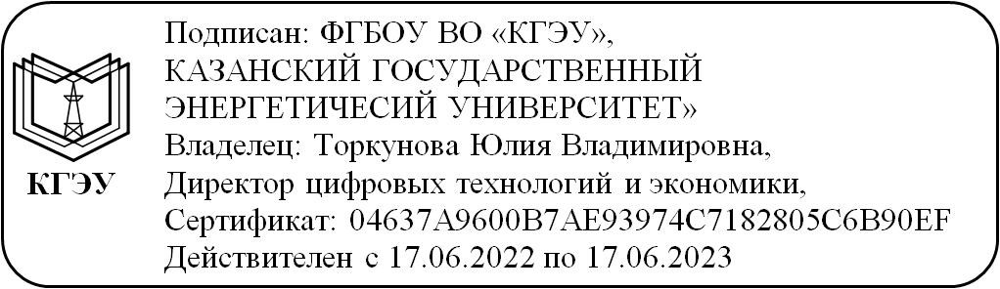 Подписан: ФГБОУ ВО «КГЭУ»,
КАЗАНСКИЙ ГОСУДАРСТВЕННЫЙ
ЭНЕРГЕТИЧЕСИЙ УНИВЕРСИТЕТ»
Владелец: Торкунова Юлия Владимировна,
Директор цифровых технологий и экономики,
Сертификат: 04637A9600B7AE93974C7182805C6B90EF
Действителен с 17.06.2022 по 17.06.2023
КГЭУ